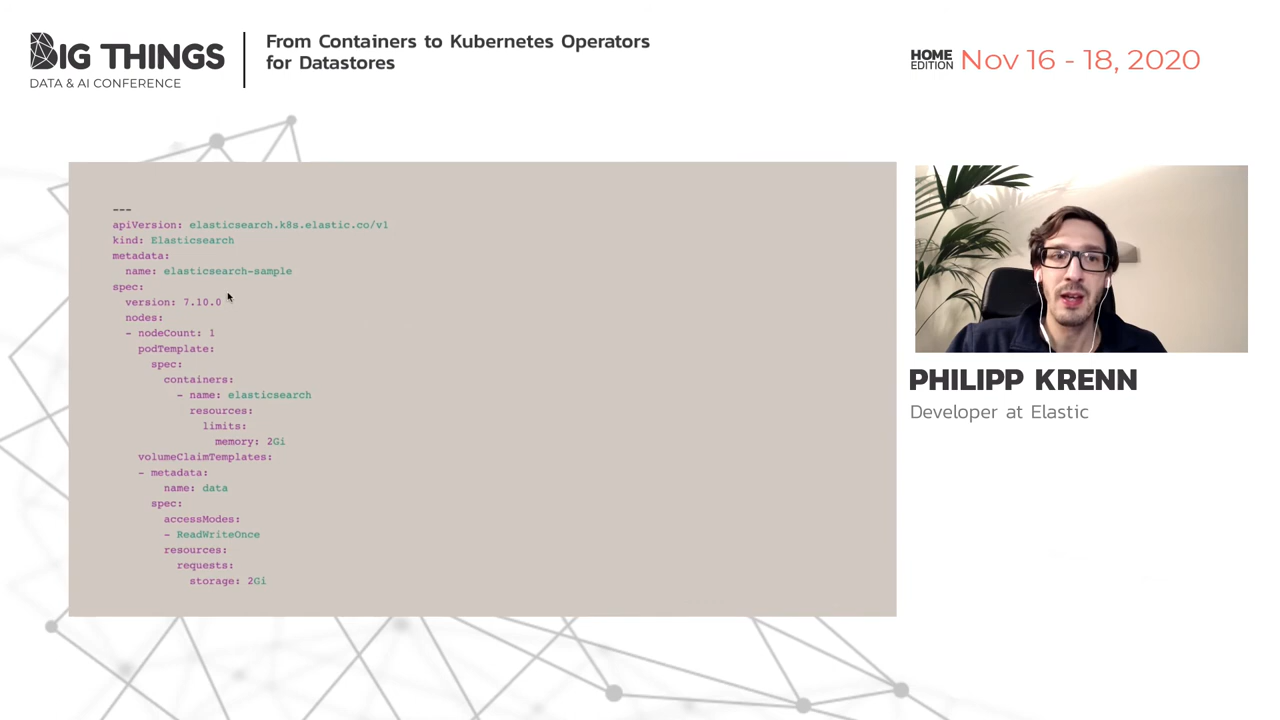 BIG THINGS
DATA & AI CONFERENCE
From Containers to Kubernetes Operators
for Datastores
HOME
EDITION
Nov 16 - 18, 2020
---
apiVersion: elasticsearch.k8s.elastic.co/v1
kind: Elasticsearch
metadata:
  name: elasticsearch-sample
spec:
  version: 7.10.0
  nodes:
  - nodeCount: 1
    podTemplate:
      spec:
        containers:
          - name: elasticsearch
            resources:
              limits:
                memory: 2Gi
    volumeClaimTemplates:
    - metadata:
        name: data
      spec:
        accessModes:
        - ReadWriteOnce
        resources:
          requests:
            storage: 2Gi
PHILIPP KRENN
Developer at Elastic